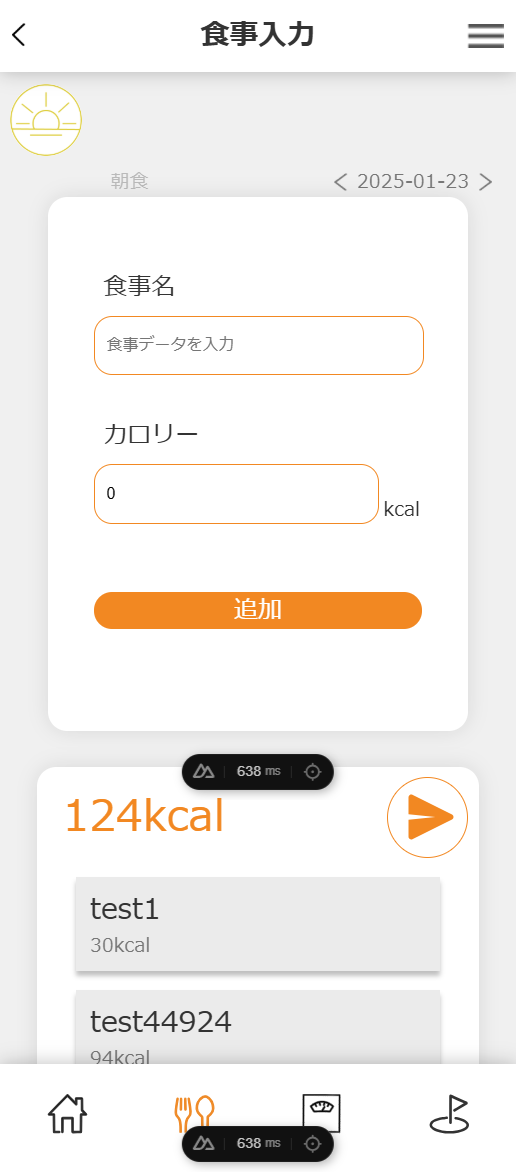 食事入力
朝食
2025-01-23
食事名
食事データを入力
カロリー
0
kcal
追加
638 ms
124kcal
test1
30kcal
test44924
94kcal
638 ms